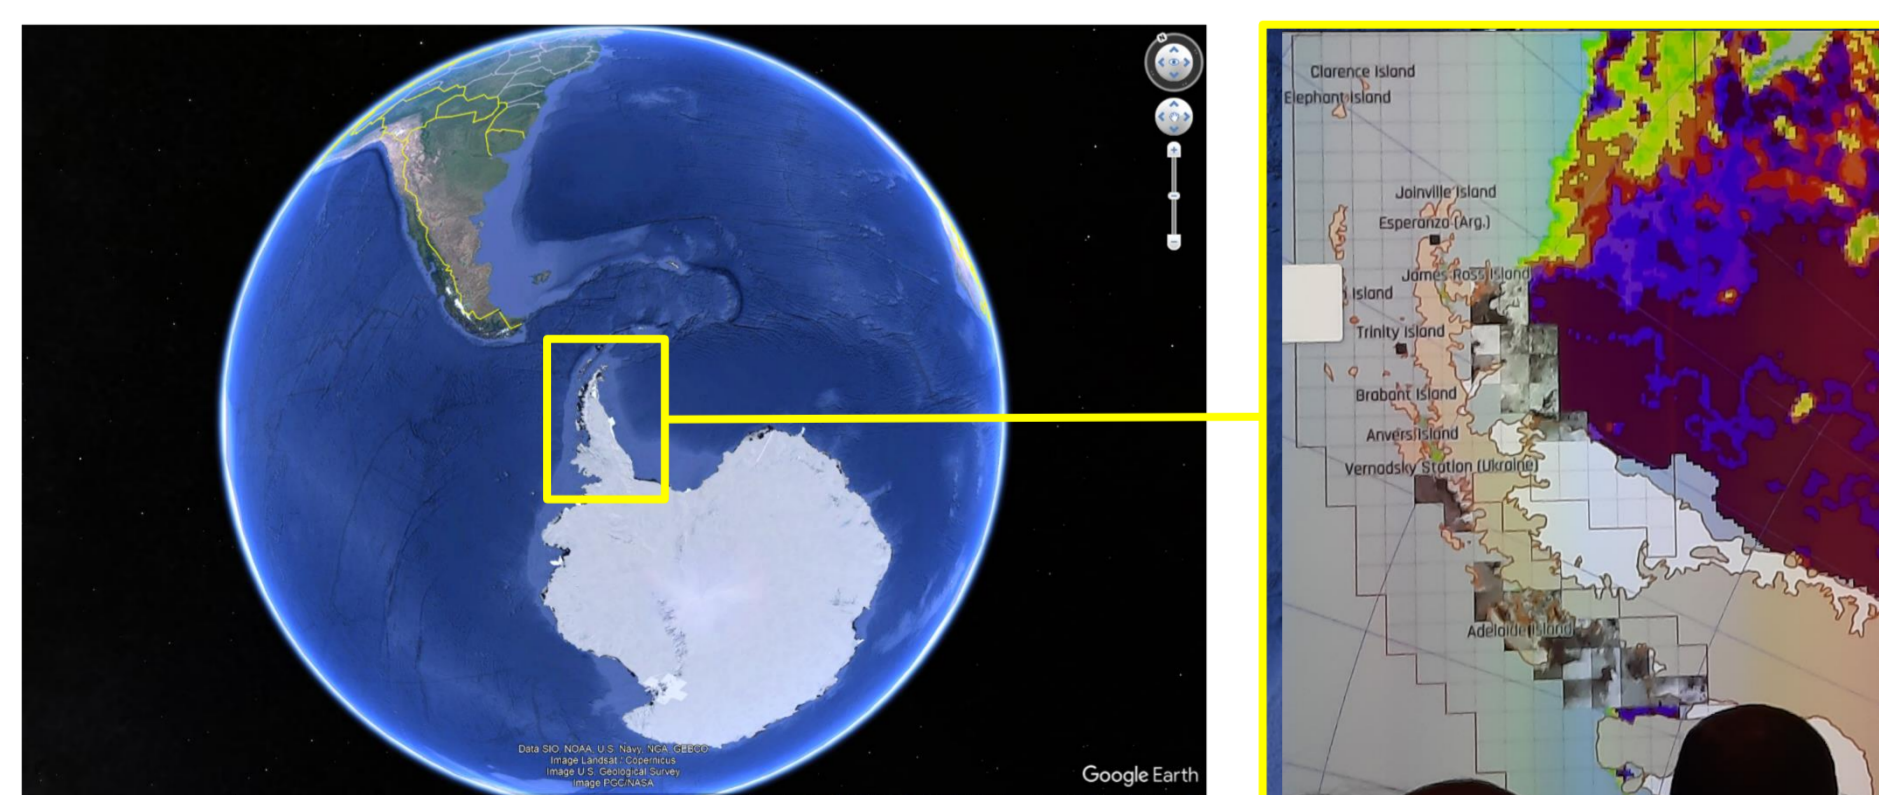 Clarence Island
Elephant Island
Joinville Island
Esperanza (Arg.)
James Ross Island
Island
Trinity Island
Brabant Island
Anvers Island
Vernadsky Station (Ukraine)
Adelaide Island
N
Data SIO, NOAA, U.S. Navy, NGA, GEBCO
Image Landsat / Copernicus
Image U.S. Geological Survey
Image PGC/NASA
Google Earth